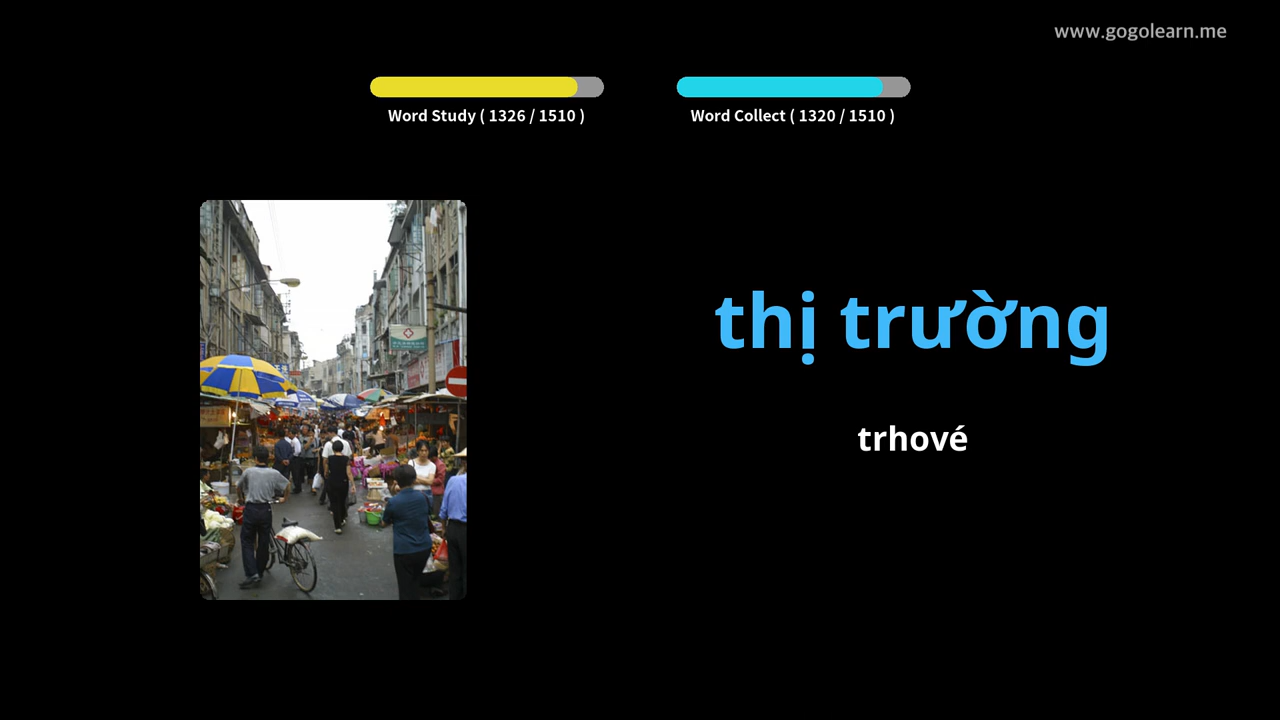 www.gogolearn.me
Word Study ( 1326 / 1510 )
Word Collect ( 1320 / 1510 )
thị trường
trhové